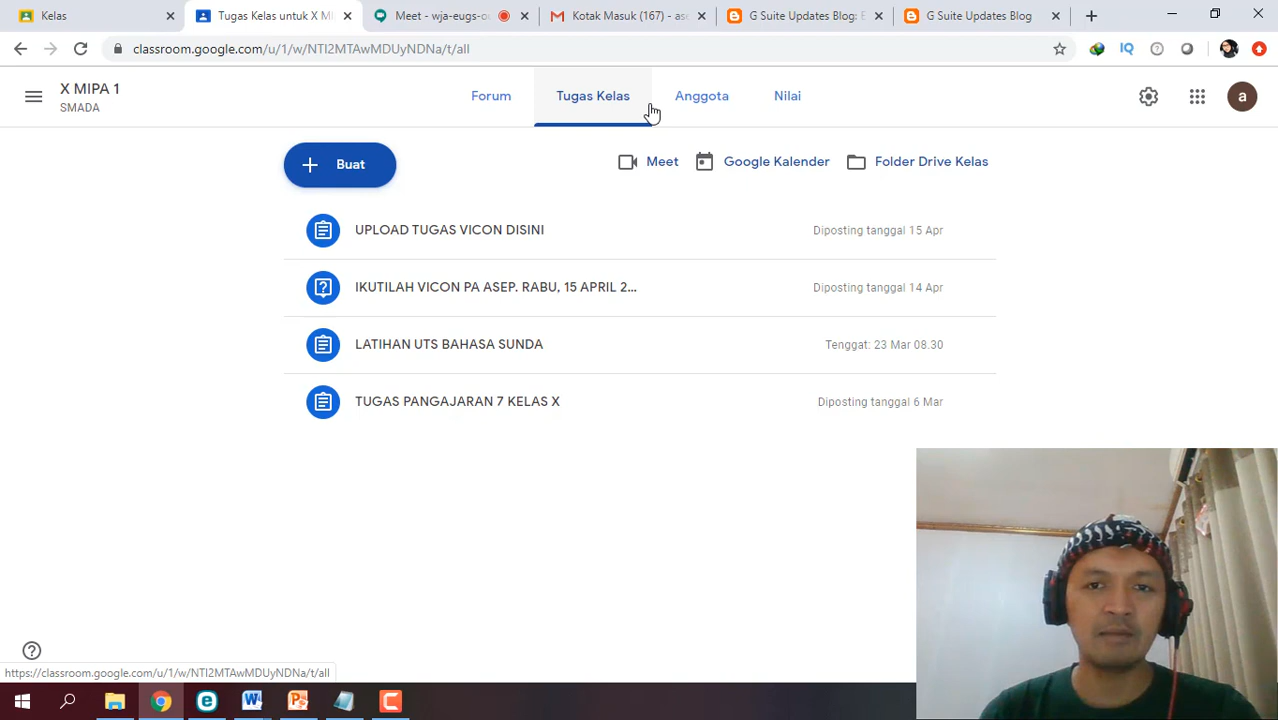 Kelas
Tugas Kelas untuk X MI
Meet - wja-eugs-o
Kotak Masuk (167) - as
G Suite Updates Blog: E
G Suite Updates Blog
classroom.google.com/u/1/w/NTI2MTAwMDUyNDNa/t/all
IQ
X MIPA 1
SMADA
Forum
Tugas Kelas
Anggota
Nilai
a
Buat
Meet
Google Kalender
Folder Drive Kelas
UPLOAD TUGAS VICON DISINI
Diposting tanggal 15 Apr
IKUTILAH VICON PA ASEP. RABU, 15 APRIL 2...
Diposting tanggal 14 Apr
LATIHAN UTS BAHASA SUNDA
Tenggat: 23 Mar 08.30
TUGAS PANGAJARAN 7 KELAS X
Diposting tanggal 6 Mar
https://classroom.google.com/u/1/w/NTI2MTAwMDUyNDNa/t/all